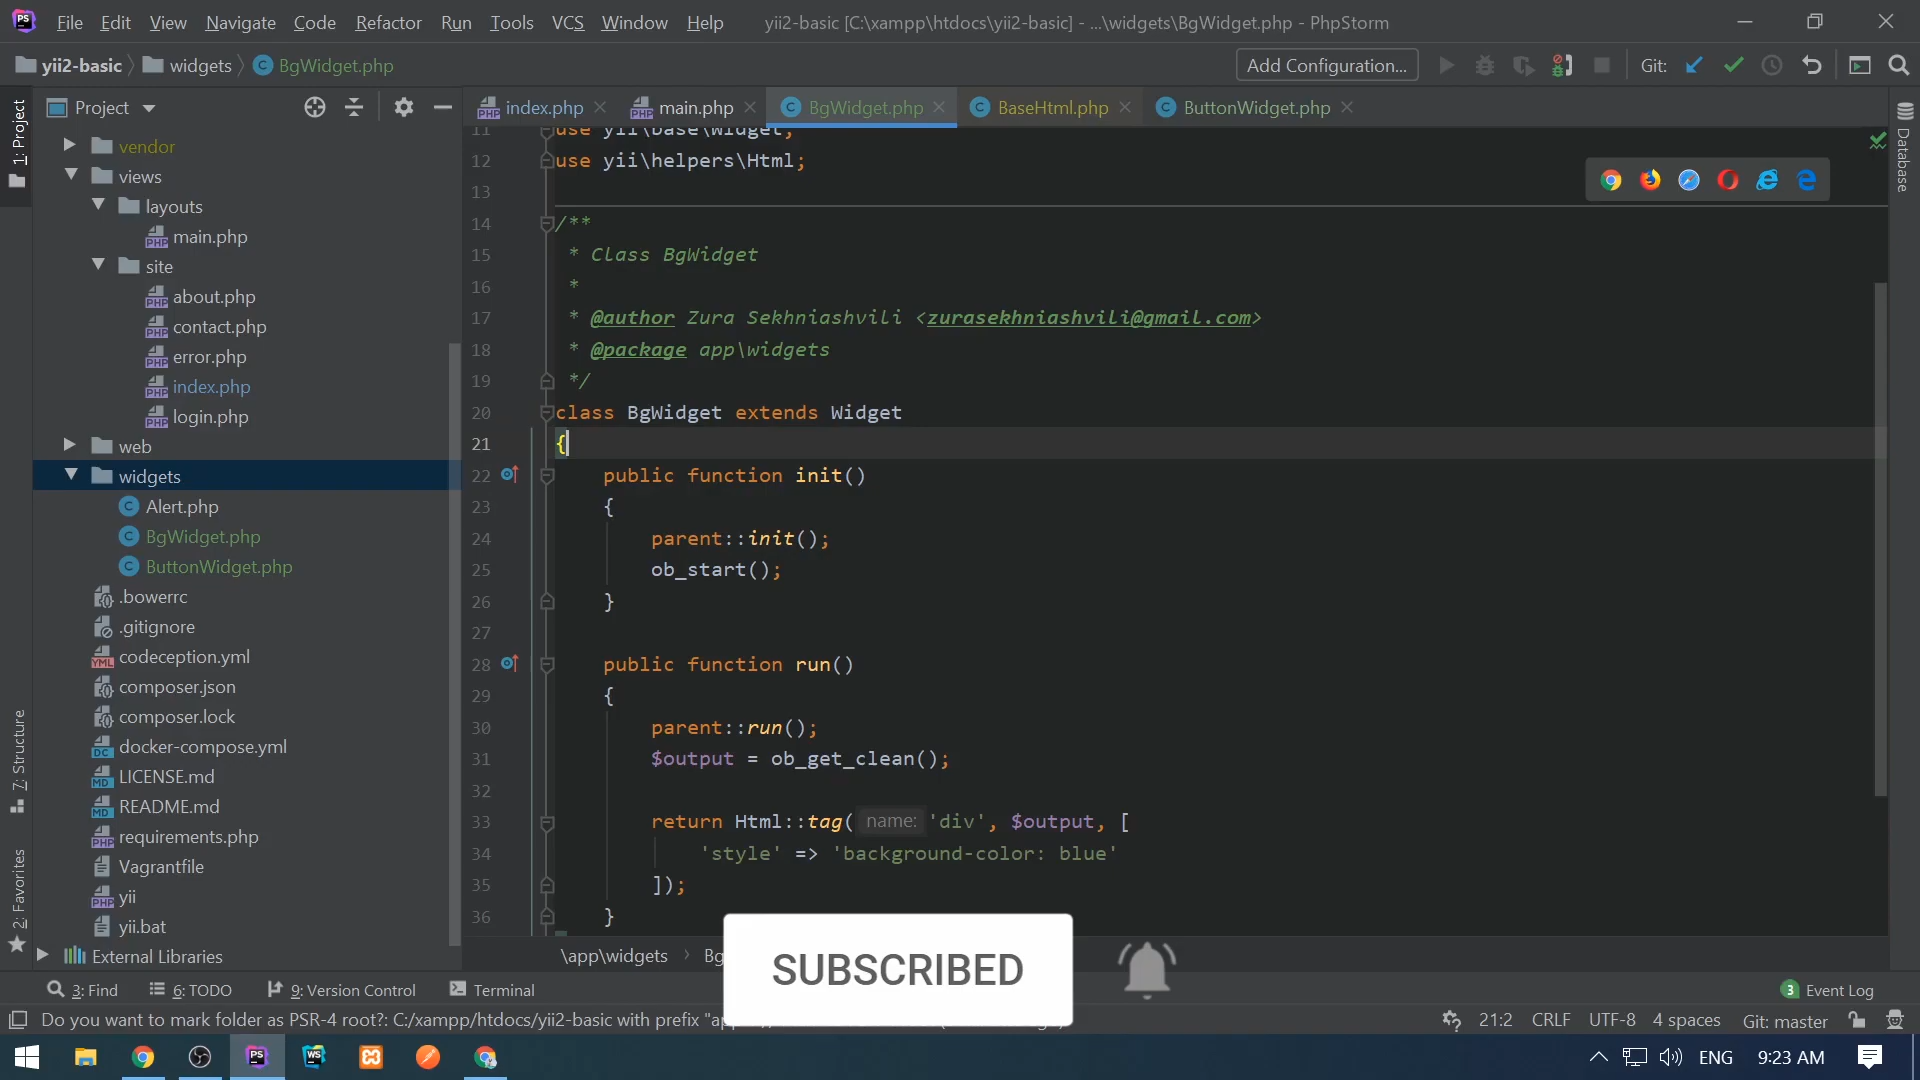 File Edit View Navigate Code Refactor Run Tools VCS Window Help yii2-basic [C:\xampp\htdocs\yii2-basic] - ...\widgets\BgWidget.php - PhpStorm
yii2-basic widgets BgWidget.php Add Configuration... Git:
Project
index.php main.php BgWidget.php BaseHtml.php ButtonWidget.php
1: Project
7: Structure
2: Favorites
Database
vendor
views
layouts
main.php
site
about.php
contact.php
error.php
index.php
login.php
web
widgets
Alert.php
BgWidget.php
ButtonWidget.php
.bowerrc
.gitignore
codeception.yml
composer.json
composer.lock
docker-compose.yml
LICENSE.md
README.md
requirements.php
Vagrantfile
yii
yii.bat
External Libraries
11 use yii\base\Widget;
12 use yii\helpers\Html;
13
14 /**
15 * Class BgWidget
16 *
17 * @author Zura Sekhniashvili <zurasekhniashvili@gmail.com>
18 * @package app\widgets
19 */
20 class BgWidget extends Widget
21 {
22 public function init()
23 {
24 parent::init();
25 ob_start();
26 }
27
28 public function run()
29 {
30 parent::run();
31 $output = ob_get_clean();
32
33 return Html::tag( name: 'div', $output, [
34 'style' => 'background-color: blue'
35 ]);
36 }
\app\widgets › Bg
SUBSCRIBED
3: Find 6: TODO 9: Version Control Terminal 3 Event Log
Do you want to mark folder as PSR-4 root?: C:/xampp/htdocs/yii2-basic with prefix "ap 21:2 CRLF UTF-8 4 spaces Git: master
ENG 9:23 AM